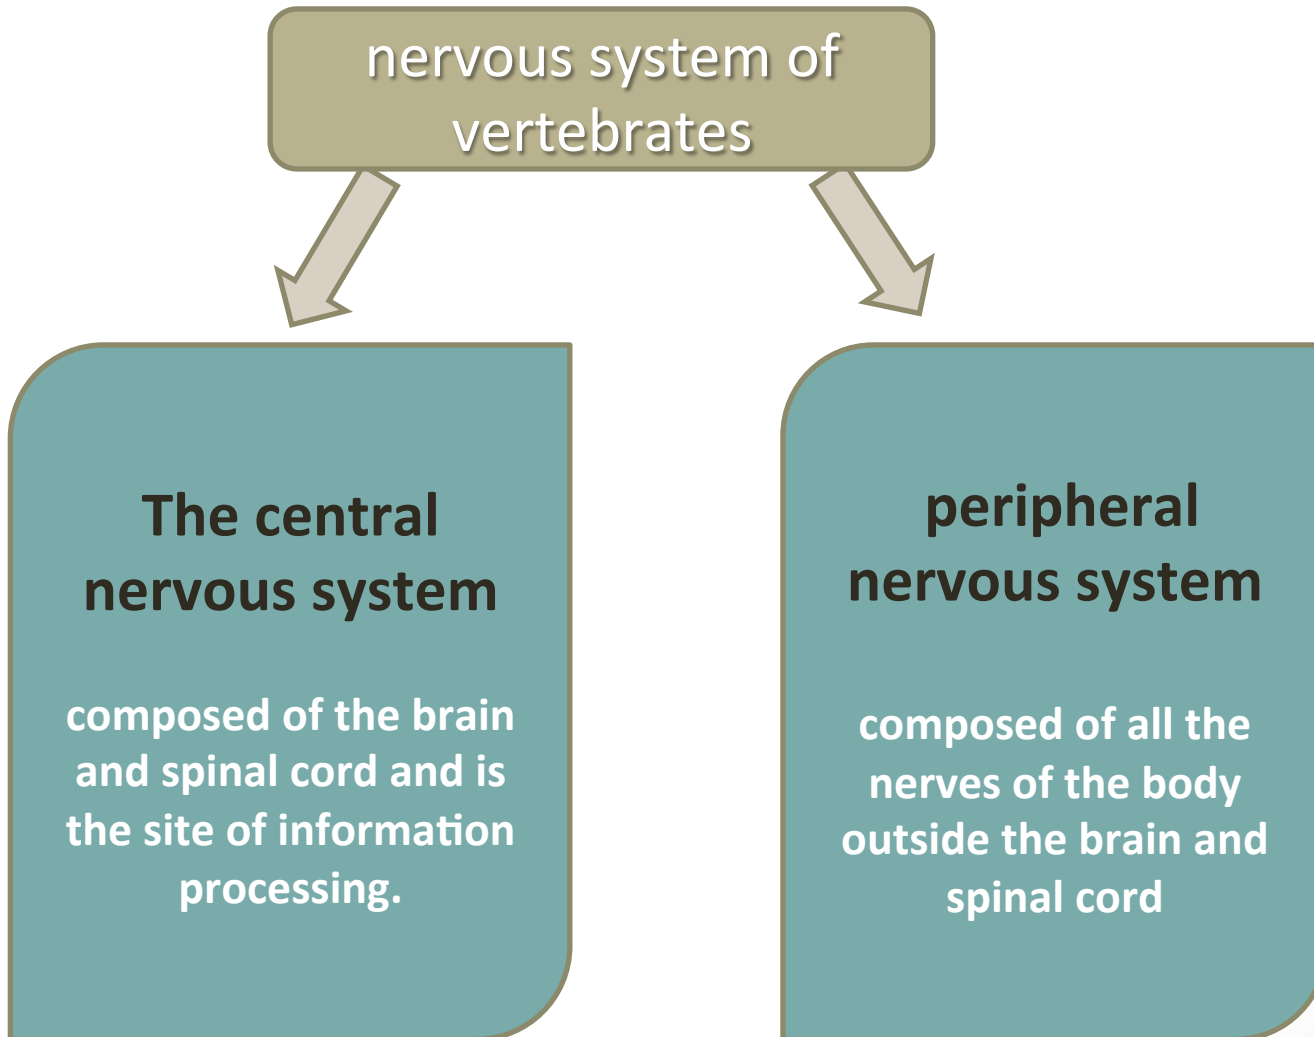 nervous system of
vertebrates
The central
nervous system
composed of the brain
and spinal cord and is
the site of information
processing.
peripheral
nervous system
composed of all the
nerves of the body
outside the brain and
spinal cord